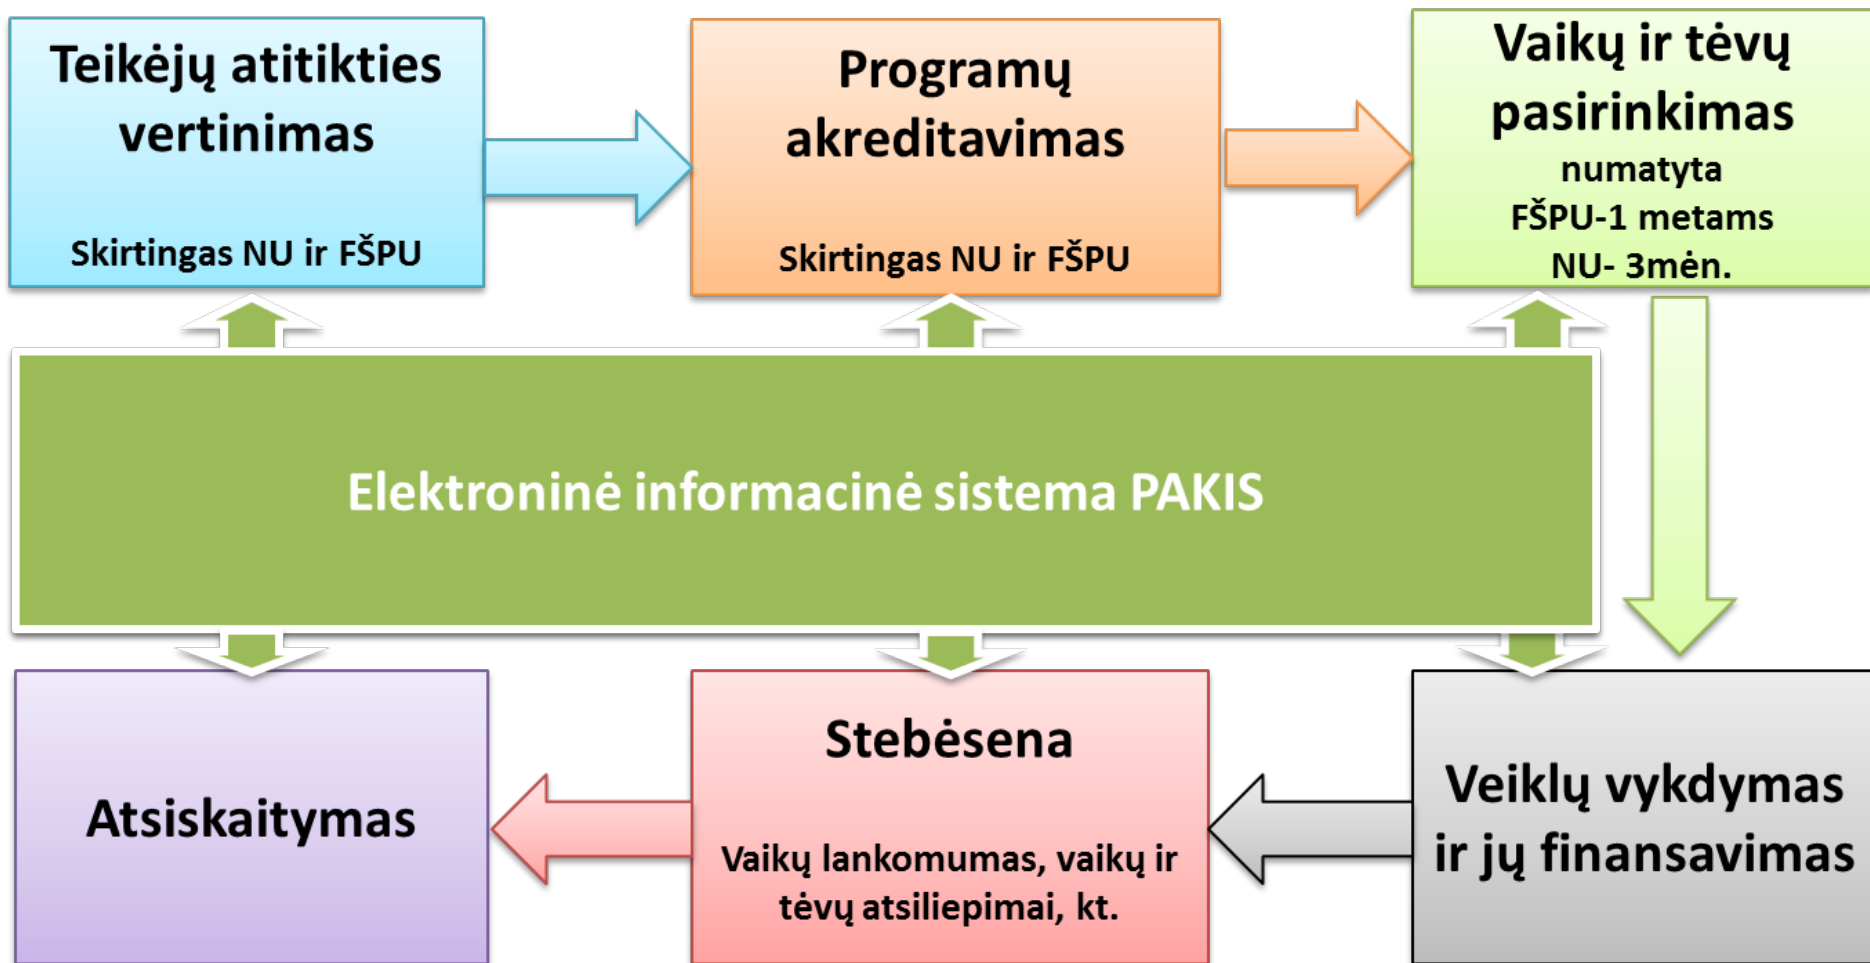 Teikėjų atitikties
vertinimas
Skirtingas NU ir FŠPU
Programų
akreditavimas
Skirtingas NU ir FŠPU
Vaikų ir tėvų
pasirinkimas
numatyta
FŠPU-1 metams
NU- 3mėn.
Elektroninė informacinė sistema PAKIS
Atsiskaitymas
Stebėsena
Vaikų lankomumas, vaikų ir
tėvų atsiliepimai, kt.
Veiklų vykdymas
ir jų finansavimas